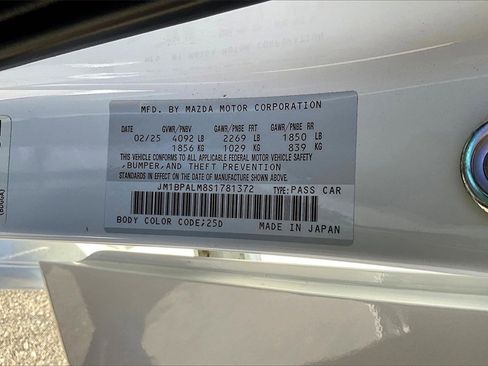 MFD. BY MAZDA MOTOR CORPORATION
DATE GVWR/PNBV GAWR/PNBE FRT GAWR/PNBE RR
02/25 4092 LB 2269 LB 1850 LB
1856 KG 1029 KG 839 KG
THIS VEHICLE CONFORMS TO ALL APPLICABLE FEDERAL MOTOR VEHICLE SAFETY
,BUMPER,AND THEFT PREVENTION
STANDARDS IN EFFECT ON THE DATE OF MANUFACTURE SHOWN ABOVE.
JM1BPALM8S1781372 TYPE:PASS CAR
BODY COLOR CODE;25D
MADE IN JAPAN